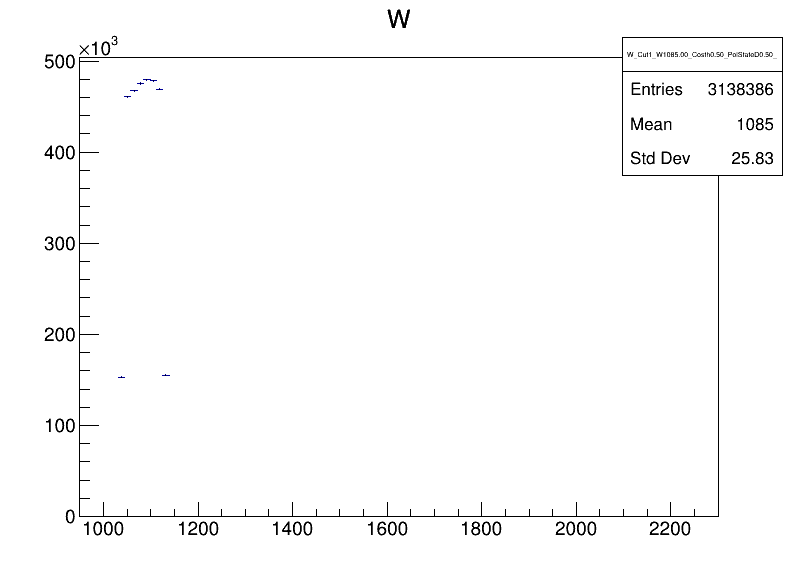 W
×10³
W_Cut1_W1085.00_Costh0.50_PolStateD0.50_
Entries 3138386
Mean 1085
Std Dev 25.83
500
400
300
200
100
0
1000 1200 1400 1600 1800 2000 2200